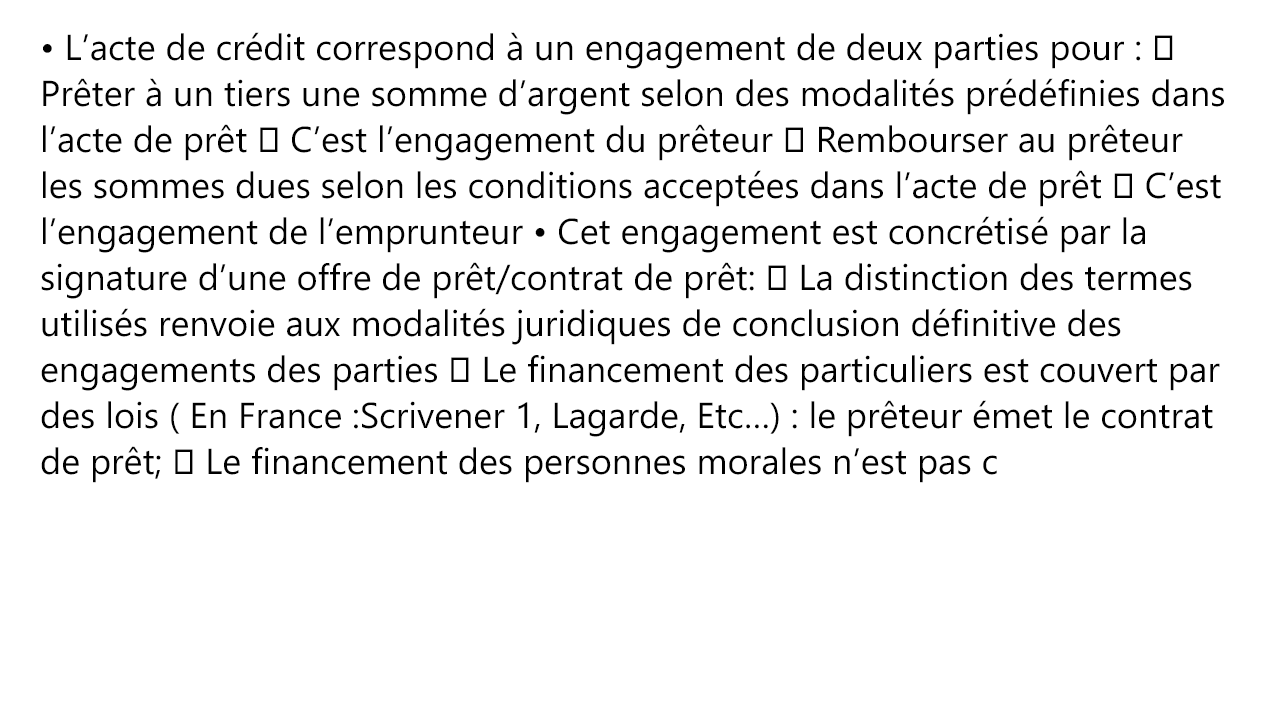 • L’acte de crédit correspond à un engagement de deux parties pour : 
Prêter à un tiers une somme d’argent selon des modalités prédéfinies dans
l’acte de prêt  C’est l’engagement du prêteur  Rembourser au prêteur
les sommes dues selon les conditions acceptées dans l’acte de prêt  C’est
l’engagement de l’emprunteur • Cet engagement est concrétisé par la
signature d’une offre de prêt/contrat de prêt:  La distinction des termes
utilisés renvoie aux modalités juridiques de conclusion définitive des
engagements des parties  Le financement des particuliers est couvert par
des lois ( En France :Scrivener 1, Lagarde, Etc…) : le prêteur émet le contrat
de prêt;  Le financement des personnes morales n’est pas c